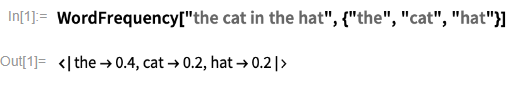 In[1]:= WordFrequency["the cat in the hat", {"the", "cat", "hat"}]
Out[1]= <|the → 0.4, cat → 0.2, hat → 0.2|>